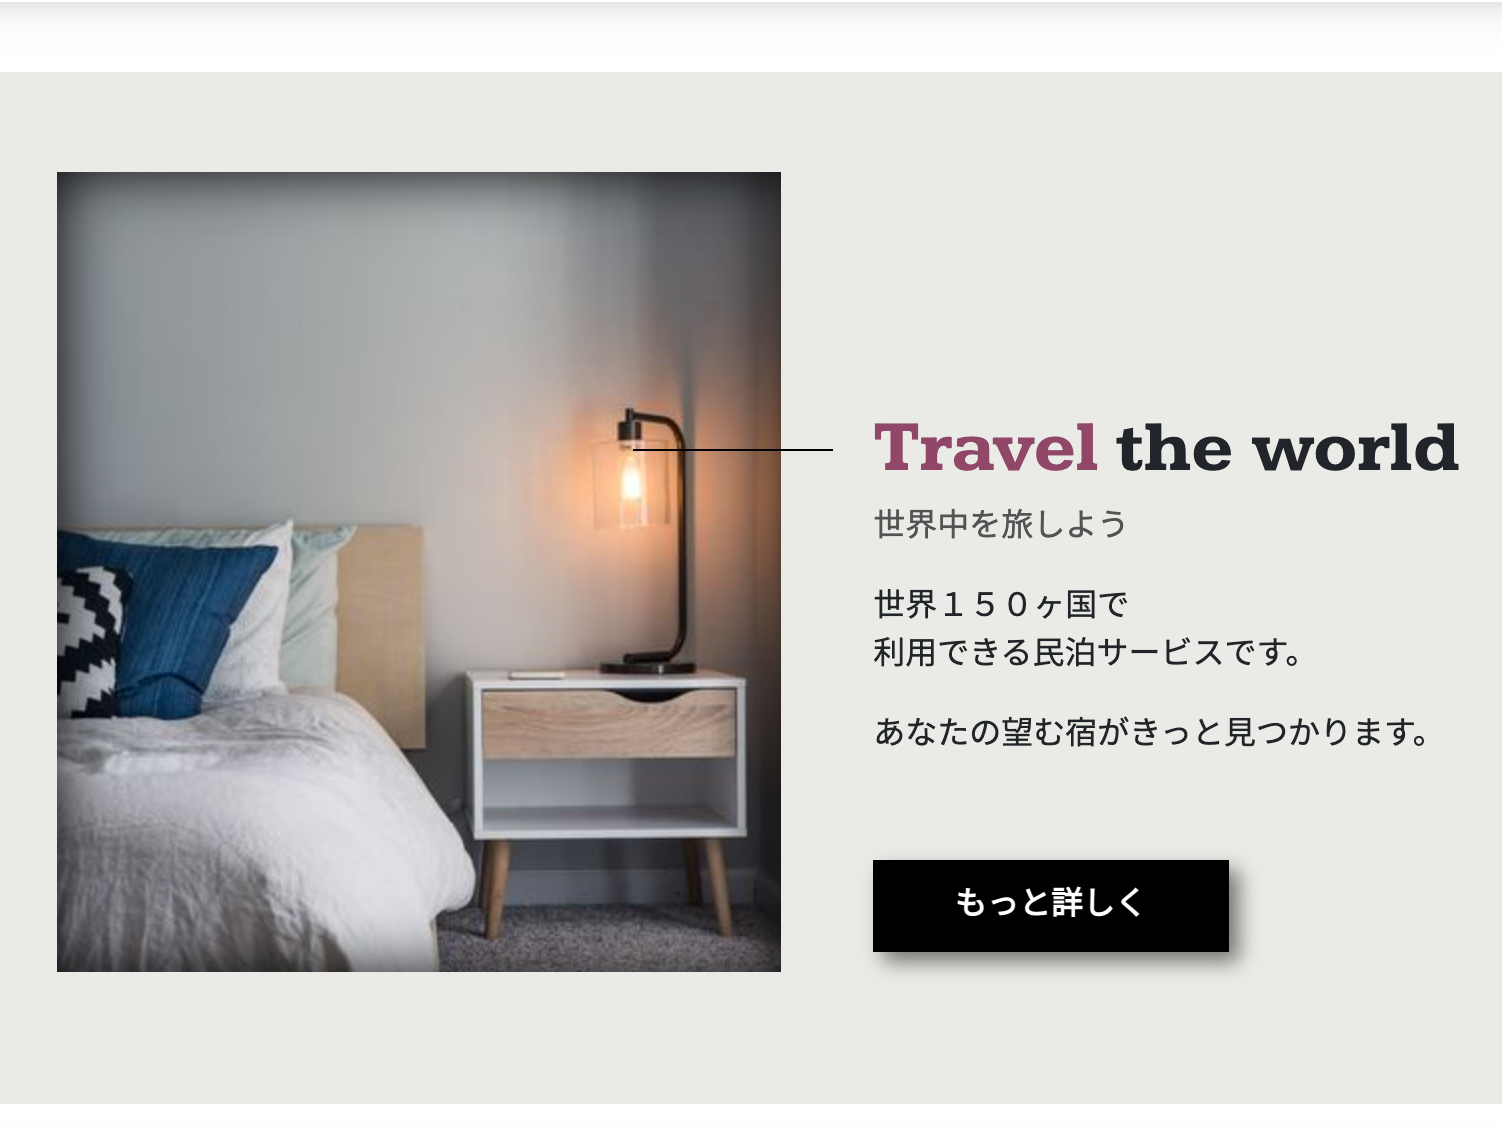 Travel the world
世界中を旅しよう
世界１５０ヶ国で
利用できる民泊サービスです。
あなたの望む宿がきっと見つかります。
もっと詳しく